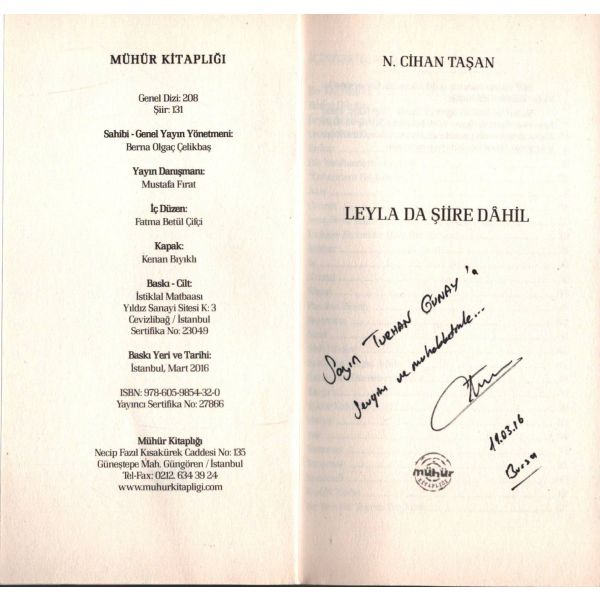 MÜHÜR KİTAPLIĞI
Genel Dizi: 208
Şiir: 131
Sahibi - Genel Yayın Yönetmeni:
Berna Olgaç Çelikbaş
Yayın Danışmanı:
Mustafa Fırat
İç Düzen:
Fatma Betül Çifçi
Kapak:
Kenan Bıyıklı
Baskı - Cilt:
İstiklal Matbaası
Yıldız Sanayi Sitesi K: 3
Cevizlibağ / İstanbul
Sertifika No: 23049
Baskı Yeri ve Tarihi:
İstanbul, Mart 2016
ISBN: 978-605-9854-32-0
Yayıncı Sertifika No: 27866
Mühür Kitaplığı
Necip Fazıl Kısakürek Caddesi No: 135
Güneştepe Mah. Güngören / İstanbul
Tel-Fax: 0212. 634 39 24
www.muhurkitapligi.com
N. CİHAN TAŞAN
LEYLA DA ŞİİRE DÂHİL
Sayın TURHAN GÜNAY'a
Sevgim ve muhabbetimle...
19.03.16
Bursa
mühür
KİTAPLIĞI